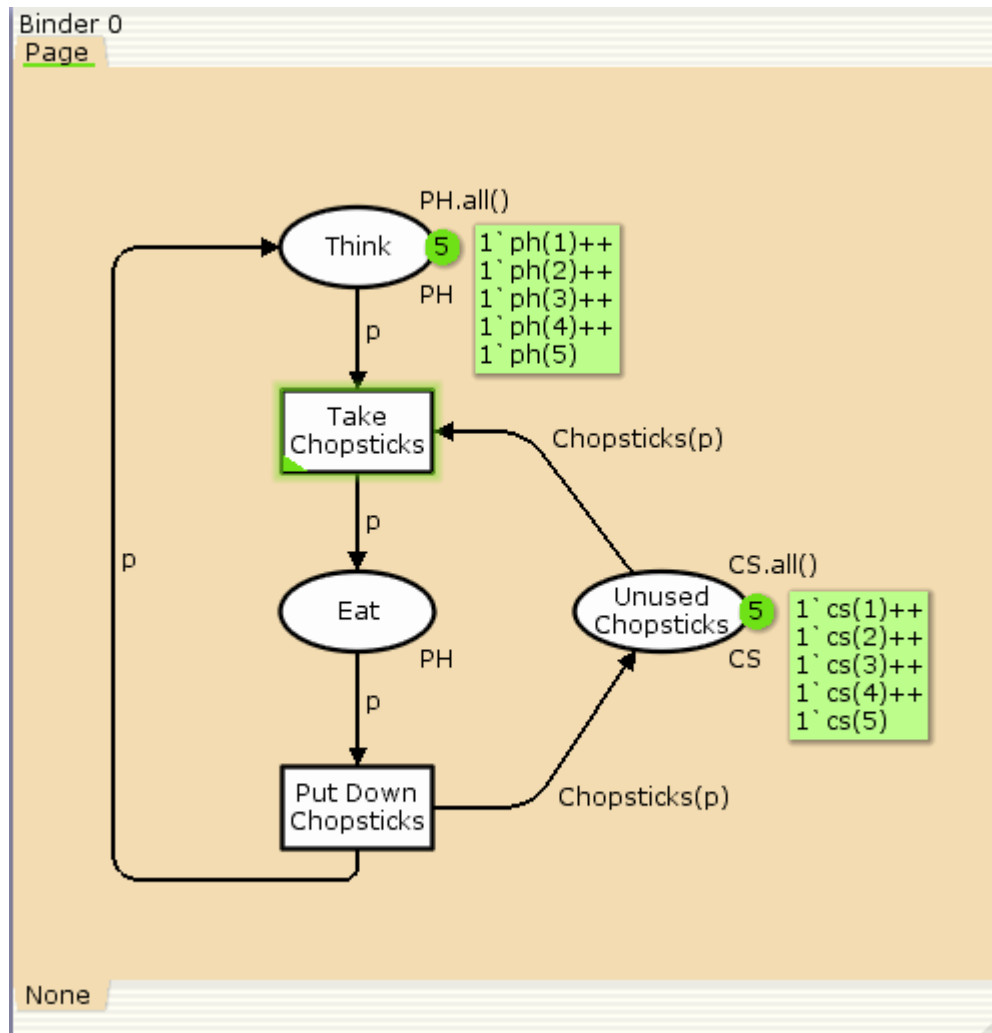 Binder 0
Page
PH.all()
Think
5
1`ph(1)++
1`ph(2)++
1`ph(3)++
1`ph(4)++
1`ph(5)
PH
p
Take
Chopsticks
Chopsticks(p)
p
p
CS.all()
Eat
Unused
Chopsticks
5
1`cs(1)++
1`cs(2)++
1`cs(3)++
1`cs(4)++
1`cs(5)
PH
CS
p
Put Down
Chopsticks
Chopsticks(p)
None